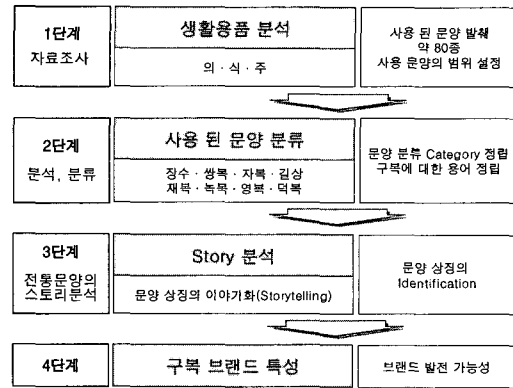 1단계
자료조사
생활용품 분석
의 · 식 · 주
사용 된 문양 발췌
약 80종
사용 문양의 범위 설정
2단계
분석, 분류
사용 된 문양 분류
장수 · 쌍복 · 자복 · 길상
재복 · 녹복 · 영복 · 덕복
문양 분류 Category 정립
구복에 대한 용어 정립
3단계
전통문양의
스토리분석
Story 분석
문양 상징의 이야기화(Storytelling)
문양 상징의
Identification
4단계
구복 브랜드 특성
브랜드 발전 가능성